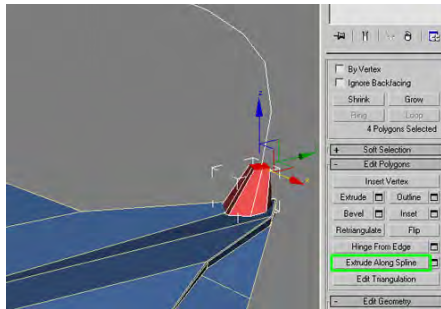 By Vertex
Ignore Backfacing
Shrink Grow
Ring Loop
4 Polygons Selected
+ Soft Selection
- Edit Polygons
Insert Vertex
Extrude Outline
Bevel Inset
Retriangulate Flip
Hinge From Edge
Extrude Along Spline
Edit Triangulation
- Edit Geometry
z